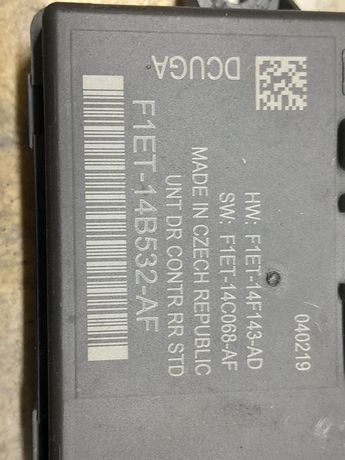 DCUGA
040219
HW: F1ET-14F143-AD
SW: F1ET-14C068-AF
MADE IN CZECH REPUBLIC
UNT DR CONTR RR STD
F1ET-14B532-AF